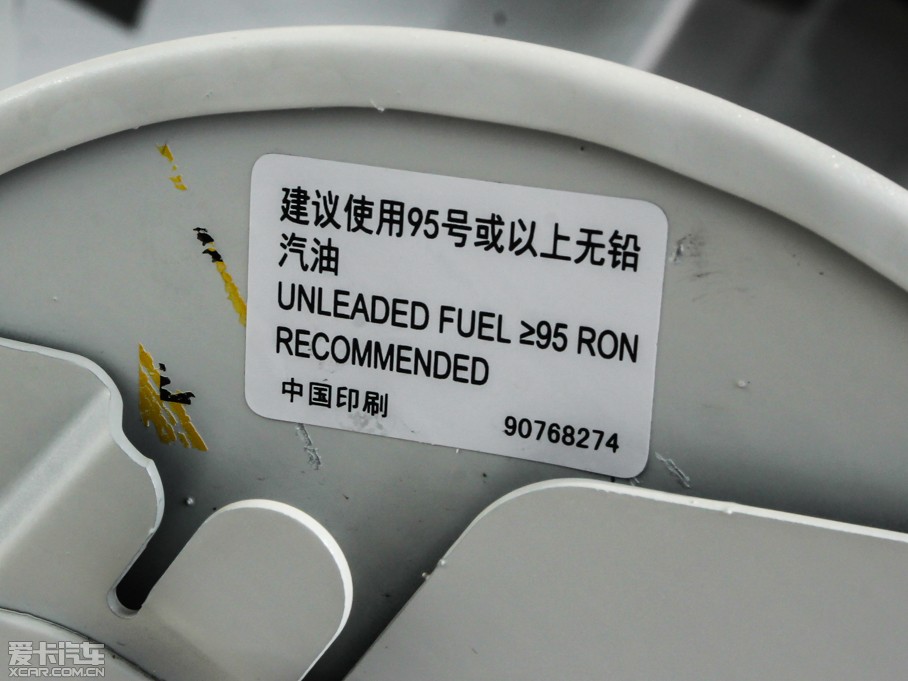 建议使用95号或以上无铅
汽油
UNLEADED FUEL ≥95 RON
RECOMMENDED
中国印刷
90768274
爱卡汽车
XCAR.COM.CN